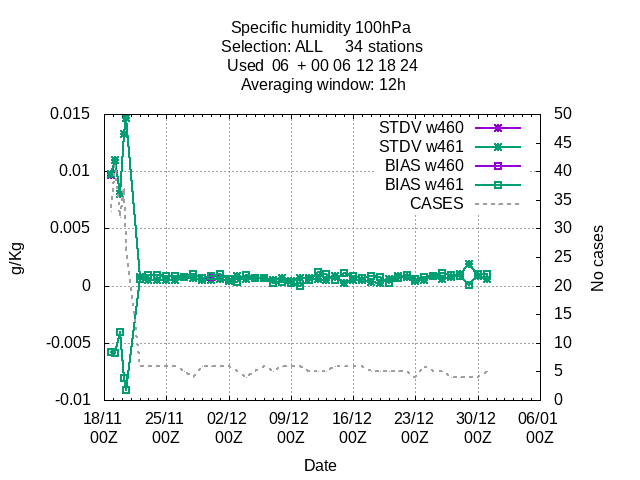 Specific humidity 100hPa
Selection: ALL     34 stations
Used  06  + 00 06 12 18 24
Averaging window: 12h
0.015
0.01
0.005
0
-0.005
-0.01
g/Kg
STDV w460
STDV w461
BIAS w460
BIAS w461
CASES
50
45
40
35
30
25
20
15
10
5
0
No cases
18/11 25/11 02/12 09/12 16/12 23/12 30/12 06/01
00Z 00Z 00Z 00Z 00Z 00Z 00Z 00Z
Date